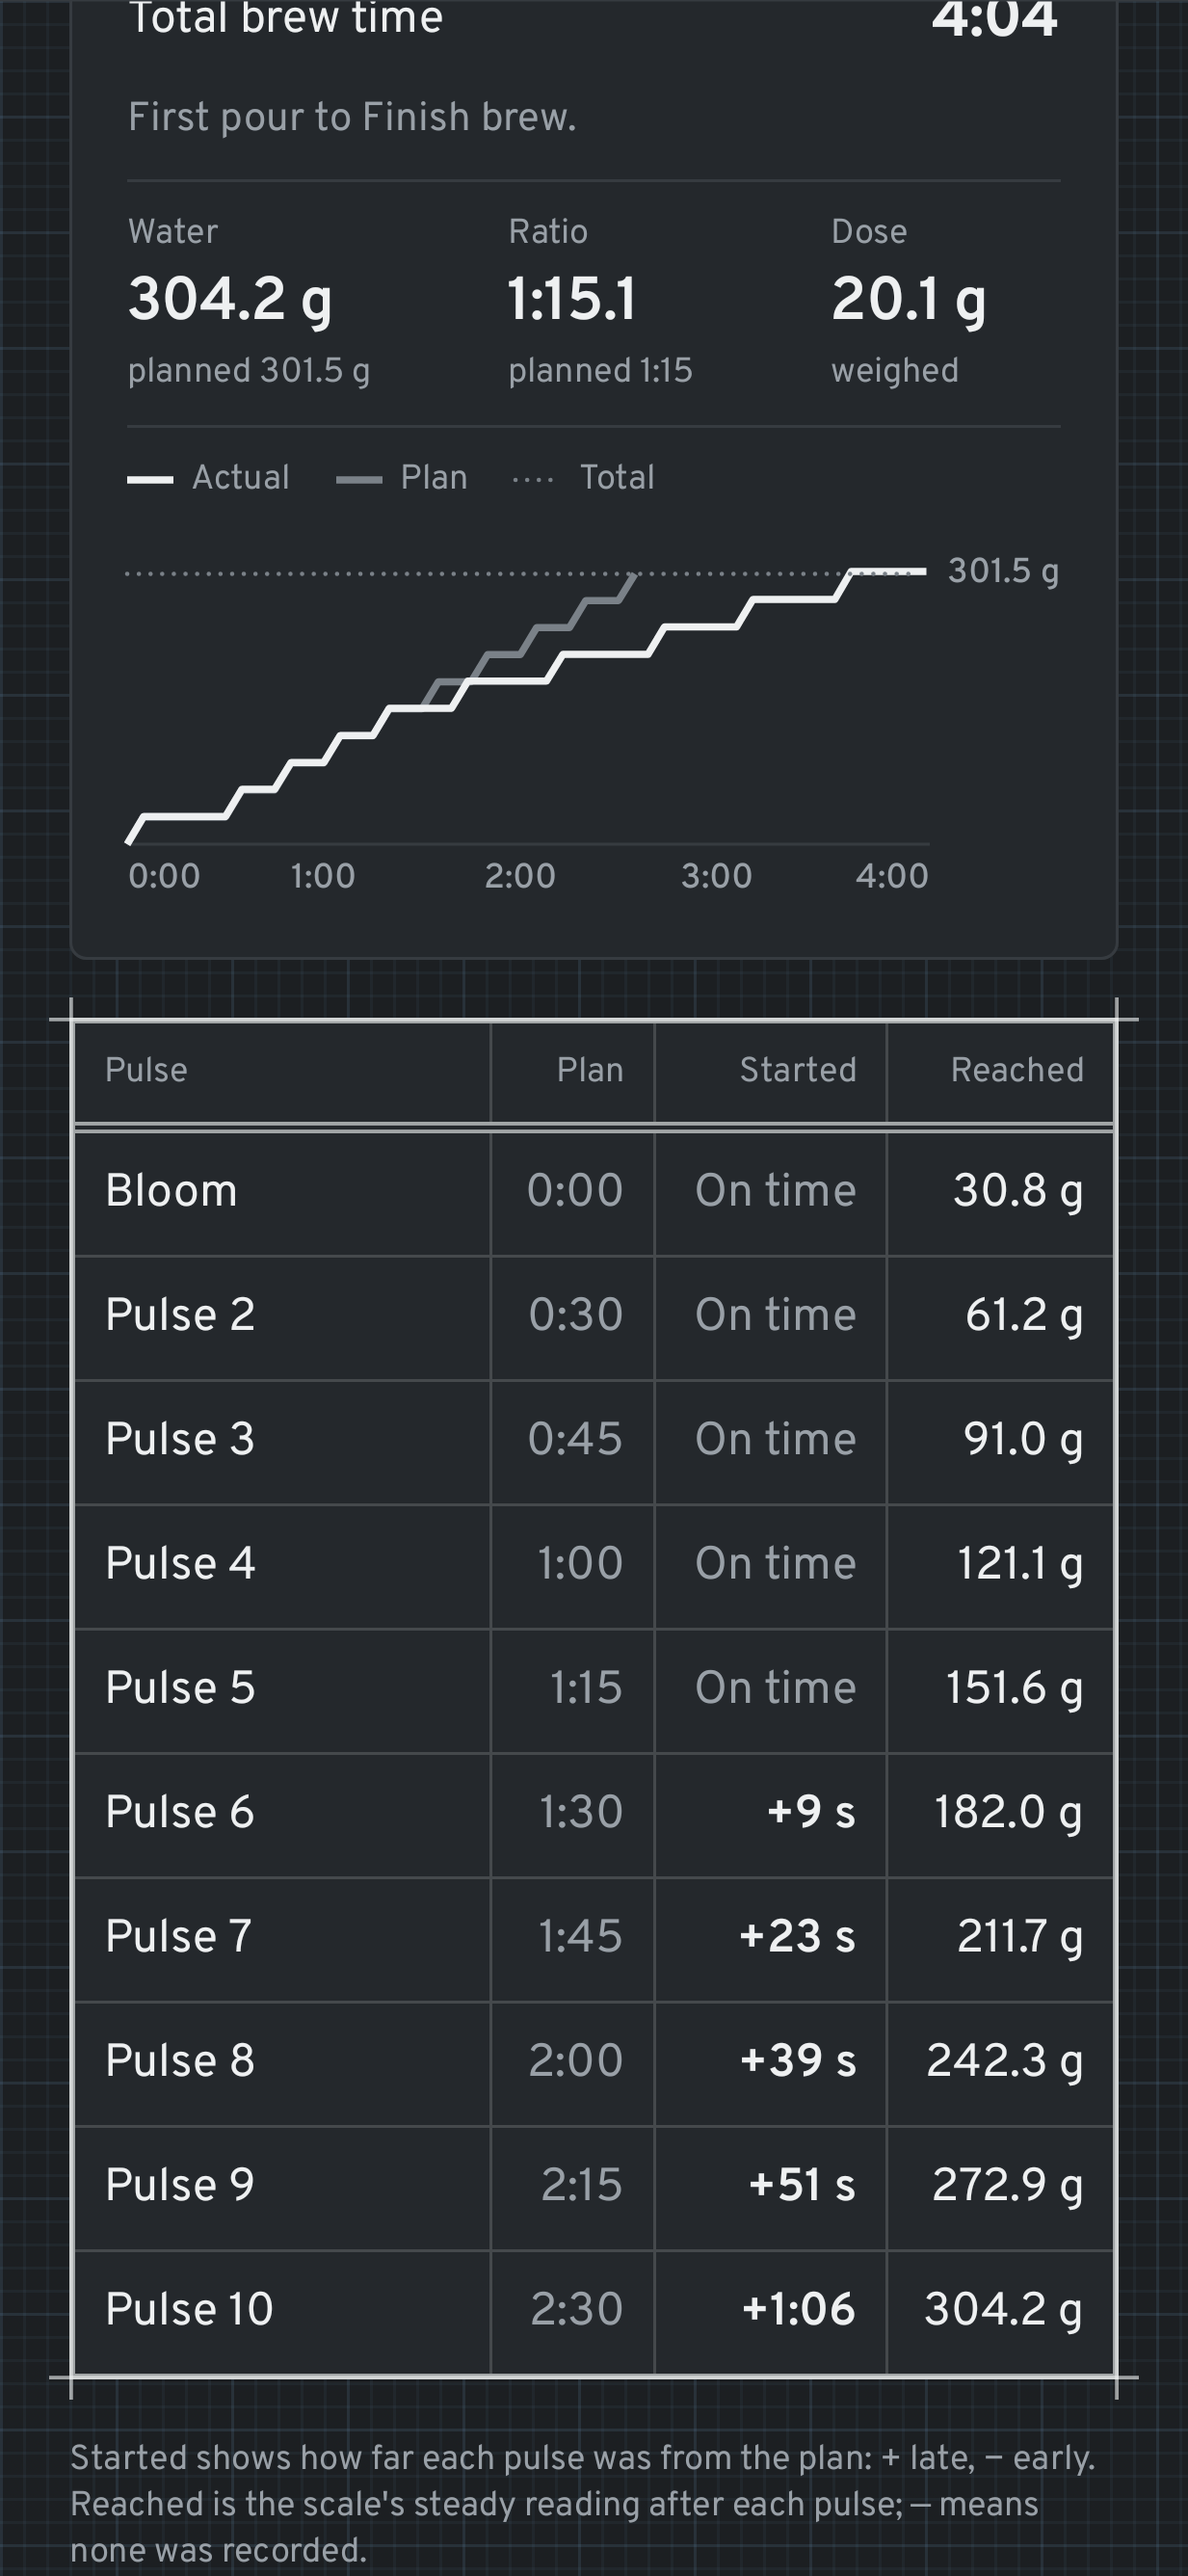 Total brew time 4:04
First pour to Finish brew.
Water Ratio Dose
304.2 g 1:15.1 20.1 g
planned 301.5 g planned 1:15 weighed
Actual Plan Total
301.5 g
0:00 1:00 2:00 3:00 4:00
Pulse Plan Started Reached
Bloom 0:00 On time 30.8 g
Pulse 2 0:30 On time 61.2 g
Pulse 3 0:45 On time 91.0 g
Pulse 4 1:00 On time 121.1 g
Pulse 5 1:15 On time 151.6 g
Pulse 6 1:30 +9 s 182.0 g
Pulse 7 1:45 +23 s 211.7 g
Pulse 8 2:00 +39 s 242.3 g
Pulse 9 2:15 +51 s 272.9 g
Pulse 10 2:30 +1:06 304.2 g
Started shows how far each pulse was from the plan: + late, − early.
Reached is the scale's steady reading after each pulse; — means
none was recorded.